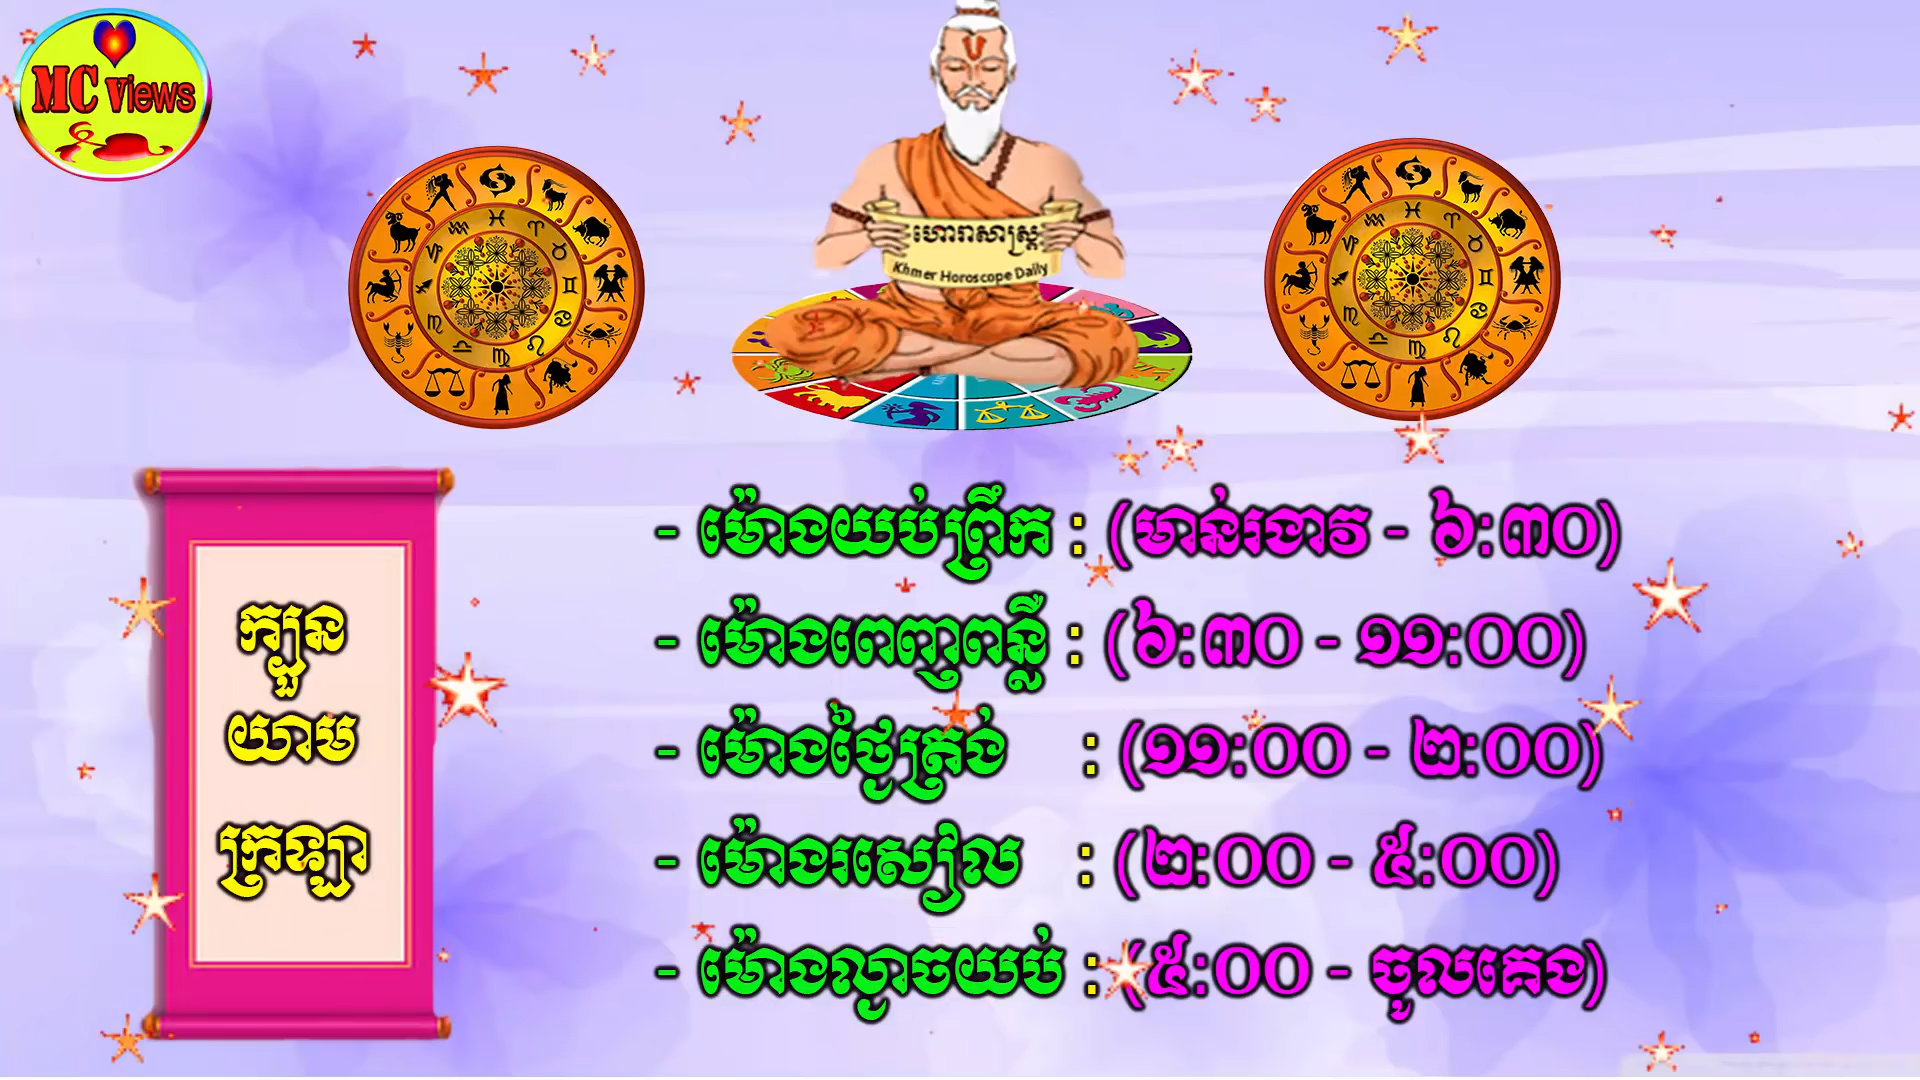 MC Views
ហោរាសាស្ត្រ
Khmer Horoscope Daily
ក្បួន
យាម
ក្រឡា
- ម៉ោងយប់ព្រឹក : (មាន់រងាវ - ៦:៣០)
- ម៉ោងពេញពន្លឺ : (៦:៣០ - ១១:០០)
- ម៉ោងថ្ងៃត្រង់ : (១១:០០ - ២:០០)
- ម៉ោងរសៀល : (២:០០ - ៥:០០)
- ម៉ោងល្ងាចយប់ : (៥:០០ - ចូលគេង)